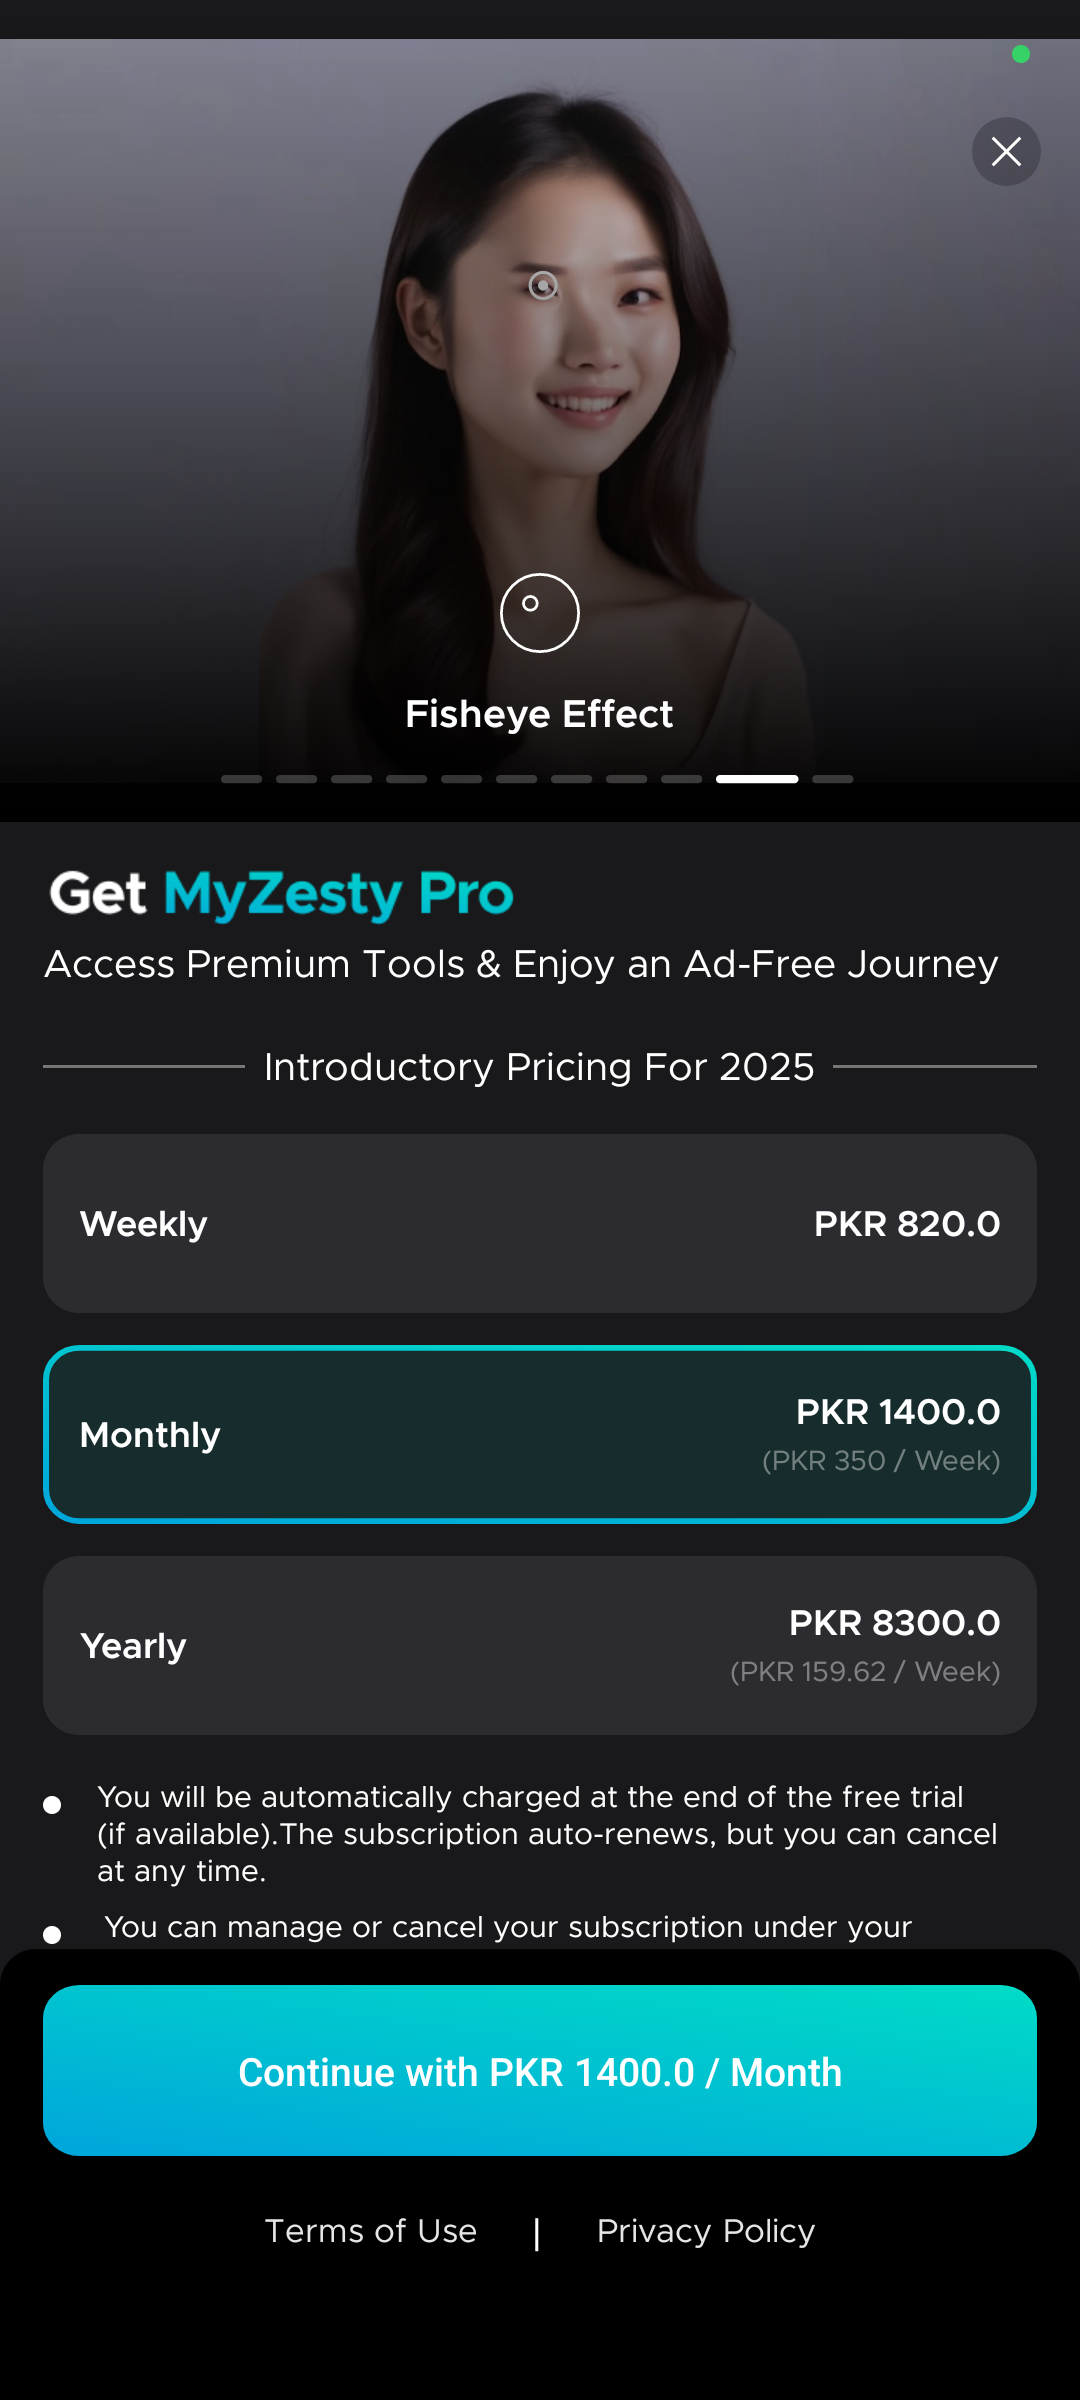 Fisheye Effect
Get MyZesty Pro
Access Premium Tools & Enjoy an Ad-Free Journey
Introductory Pricing For 2025
Weekly
PKR 820.0
Monthly
PKR 1400.0
(PKR 350 / Week)
Yearly
PKR 8300.0
(PKR 159.62 / Week)
You will be automatically charged at the end of the free trial
(if available).The subscription auto-renews, but you can cancel
at any time.
You can manage or cancel your subscription under your
Continue with PKR 1400.0 / Month
Terms of Use | Privacy Policy